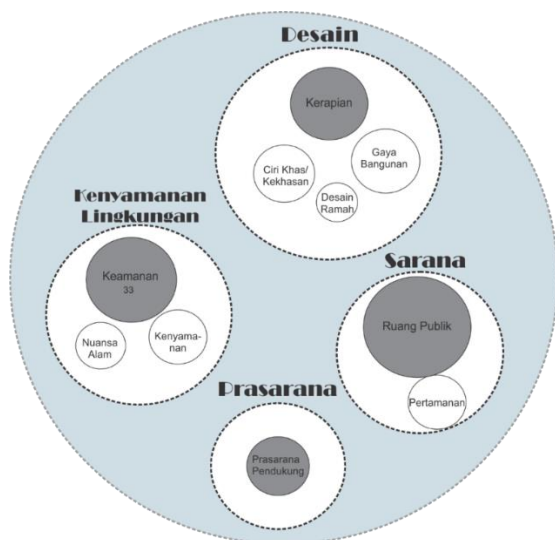 Desain
Kerapian
Ciri Khas/
Kekhasan
Gaya
Bangunan
Desain
Ramah
Kenyamanan
Lingkungan
Keamanan
33
Nuansa
Alam
Kenyama-
nan
Sarana
Ruang Publik
Pertamanan
Prasarana
Prasarana
Pendukung